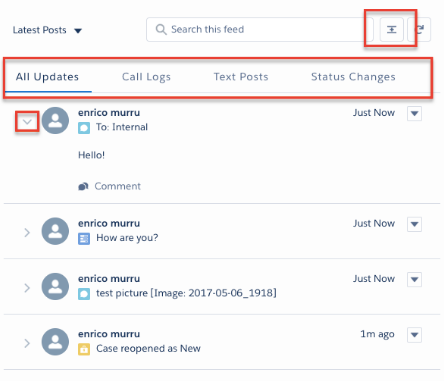 Latest Posts
Search this feed
All Updates Call Logs Text Posts Status Changes
enrico murru Just Now
To: Internal
Hello!
Comment
enrico murru Just Now
How are you?
enrico murru Just Now
test picture [Image: 2017-05-06_1918]
enrico murru 1m ago
Case reopened as New